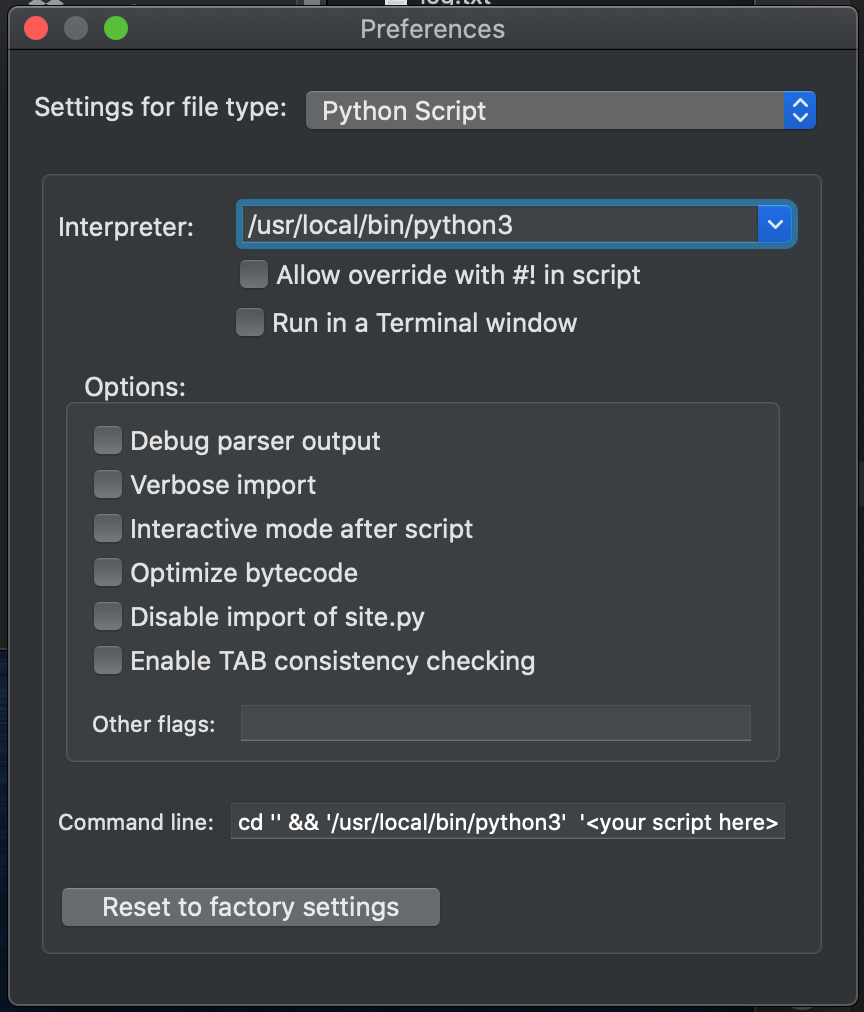 log.txt
Preferences
Settings for file type: Python Script
Interpreter: /usr/local/bin/python3
Allow override with #! in script
Run in a Terminal window
Options:
Debug parser output
Verbose import
Interactive mode after script
Optimize bytecode
Disable import of site.py
Enable TAB consistency checking
Other flags:
Command line: cd '' && '/usr/local/bin/python3'  '<your script here>
Reset to factory settings